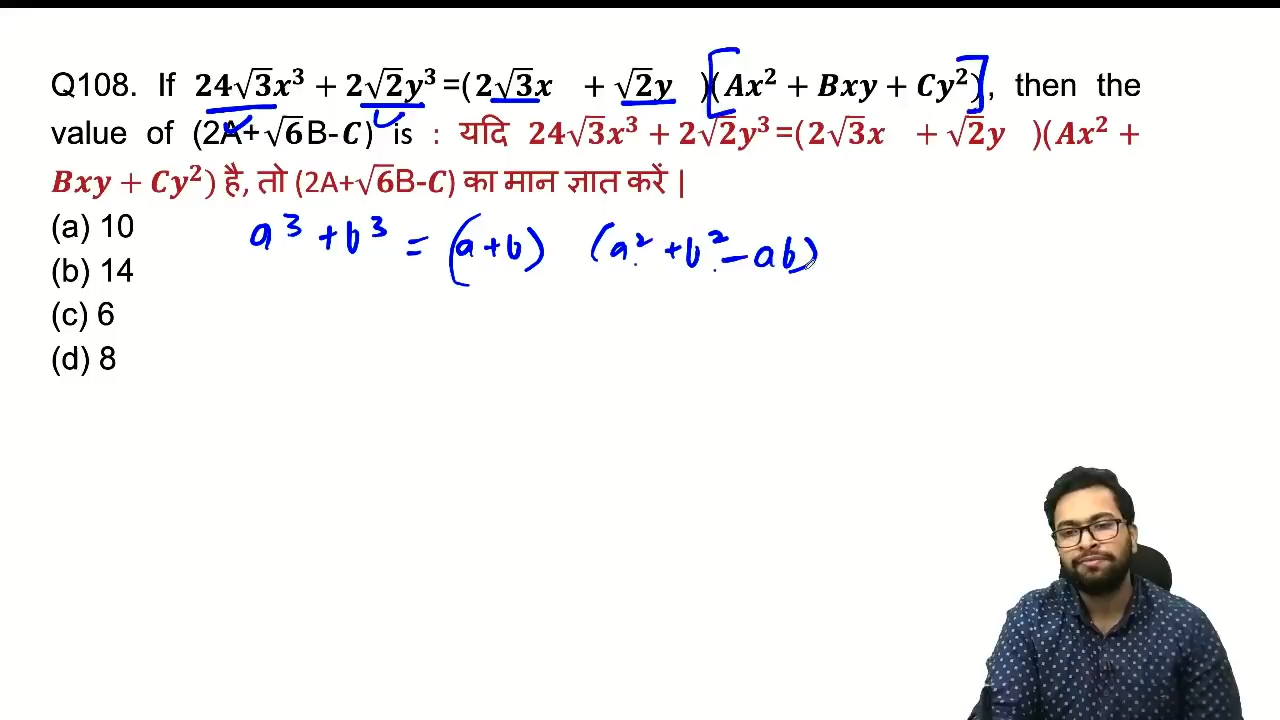 Q108. If 24√3x³ + 2√2y³=(2√3x + √2y )(Ax² + Bxy + Cy²), then the
value of (2A+√6B-C) is : यदि 24√3x³ + 2√2y³=(2√3x + √2y )(Ax² +
Bxy + Cy²) है, तो (2A+√6B-C) का मान ज्ञात करें |
(a) 10
a³ + b³ = (a + b) (a² + b² - ab)
(b) 14
(c) 6
(d) 8